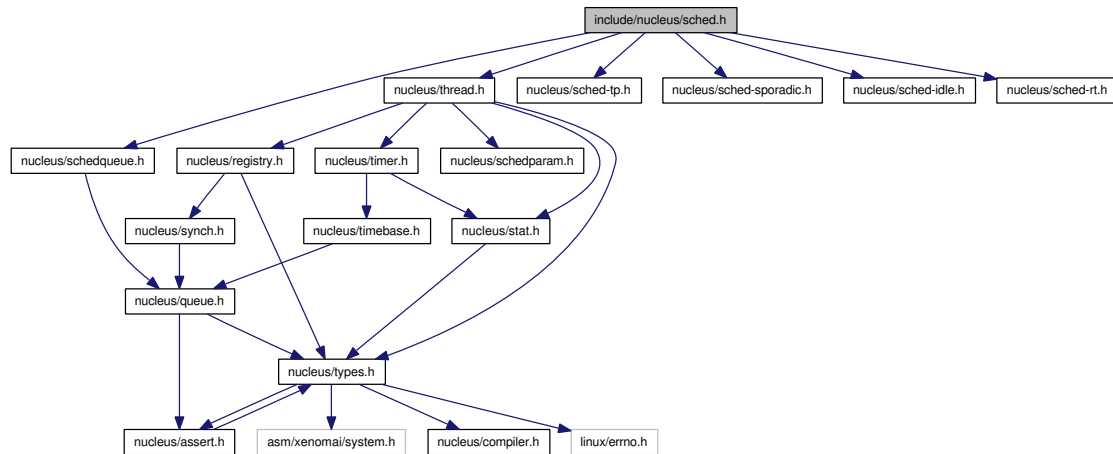 include/nucleus/sched.h
nucleus/thread.h
nucleus/sched-tp.h
nucleus/sched-sporadic.h
nucleus/sched-idle.h
nucleus/sched-rt.h
nucleus/schedqueue.h
nucleus/registry.h
nucleus/timer.h
nucleus/schedparam.h
nucleus/synch.h
nucleus/timebase.h
nucleus/stat.h
nucleus/queue.h
nucleus/types.h
nucleus/assert.h
asm/xenomai/system.h
nucleus/compiler.h
linux/errno.h